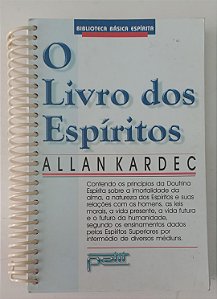 BIBLIOTECA BÁSICA ESPÍRITA
O
Livro dos
Espíritos
ALLAN KARDEC
Contendo os princípios da Doutrina
Espírita sobre a imortalidade da
alma, a natureza dos Espíritos e suas
relações com os homens, as leis
morais, a vida presente, a vida futura
e o futuro da humanidade,
segundo os ensinamentos dados
pelos Espíritos Superiores por
intermédio de diversos médiuns.
petit